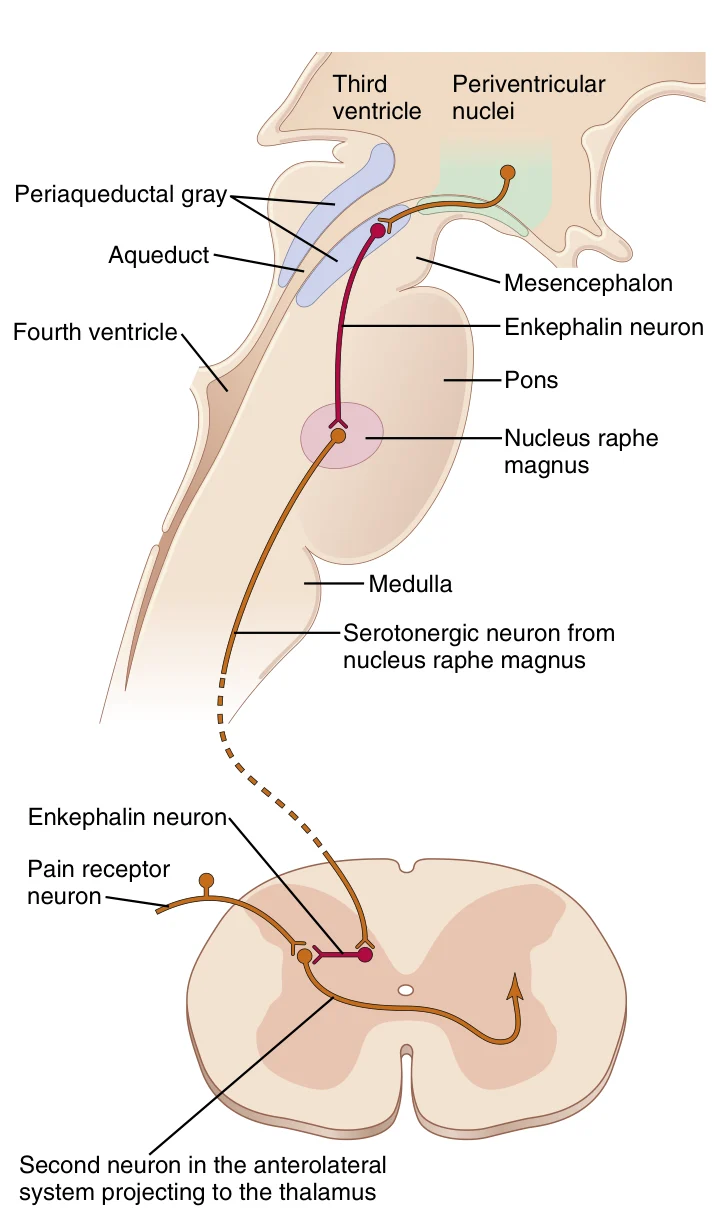 Third
ventricle
Periventricular
nuclei
Periaqueductal gray
Aqueduct
Mesencephalon
Fourth ventricle
Enkephalin neuron
Pons
Nucleus raphe
magnus
Medulla
Serotonergic neuron from
nucleus raphe magnus
Enkephalin neuron
Pain receptor
neuron
Second neuron in the anterolateral
system projecting to the thalamus